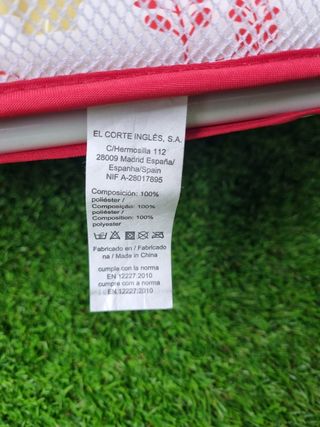 EL CORTE INGLÉS, S.A.
C/Hermosilla 112
28009 Madrid España/
Espanha/Spain
NIF A-28017895
Composición: 100%
poliéster /
Composição: 100%
poliéster /
Composition: 100%
polyester
Fabricado en / Fabricado
na / Made in China
cumple con la norma
EN 12227:2010
cumpre com a norma
EN 12227:2010